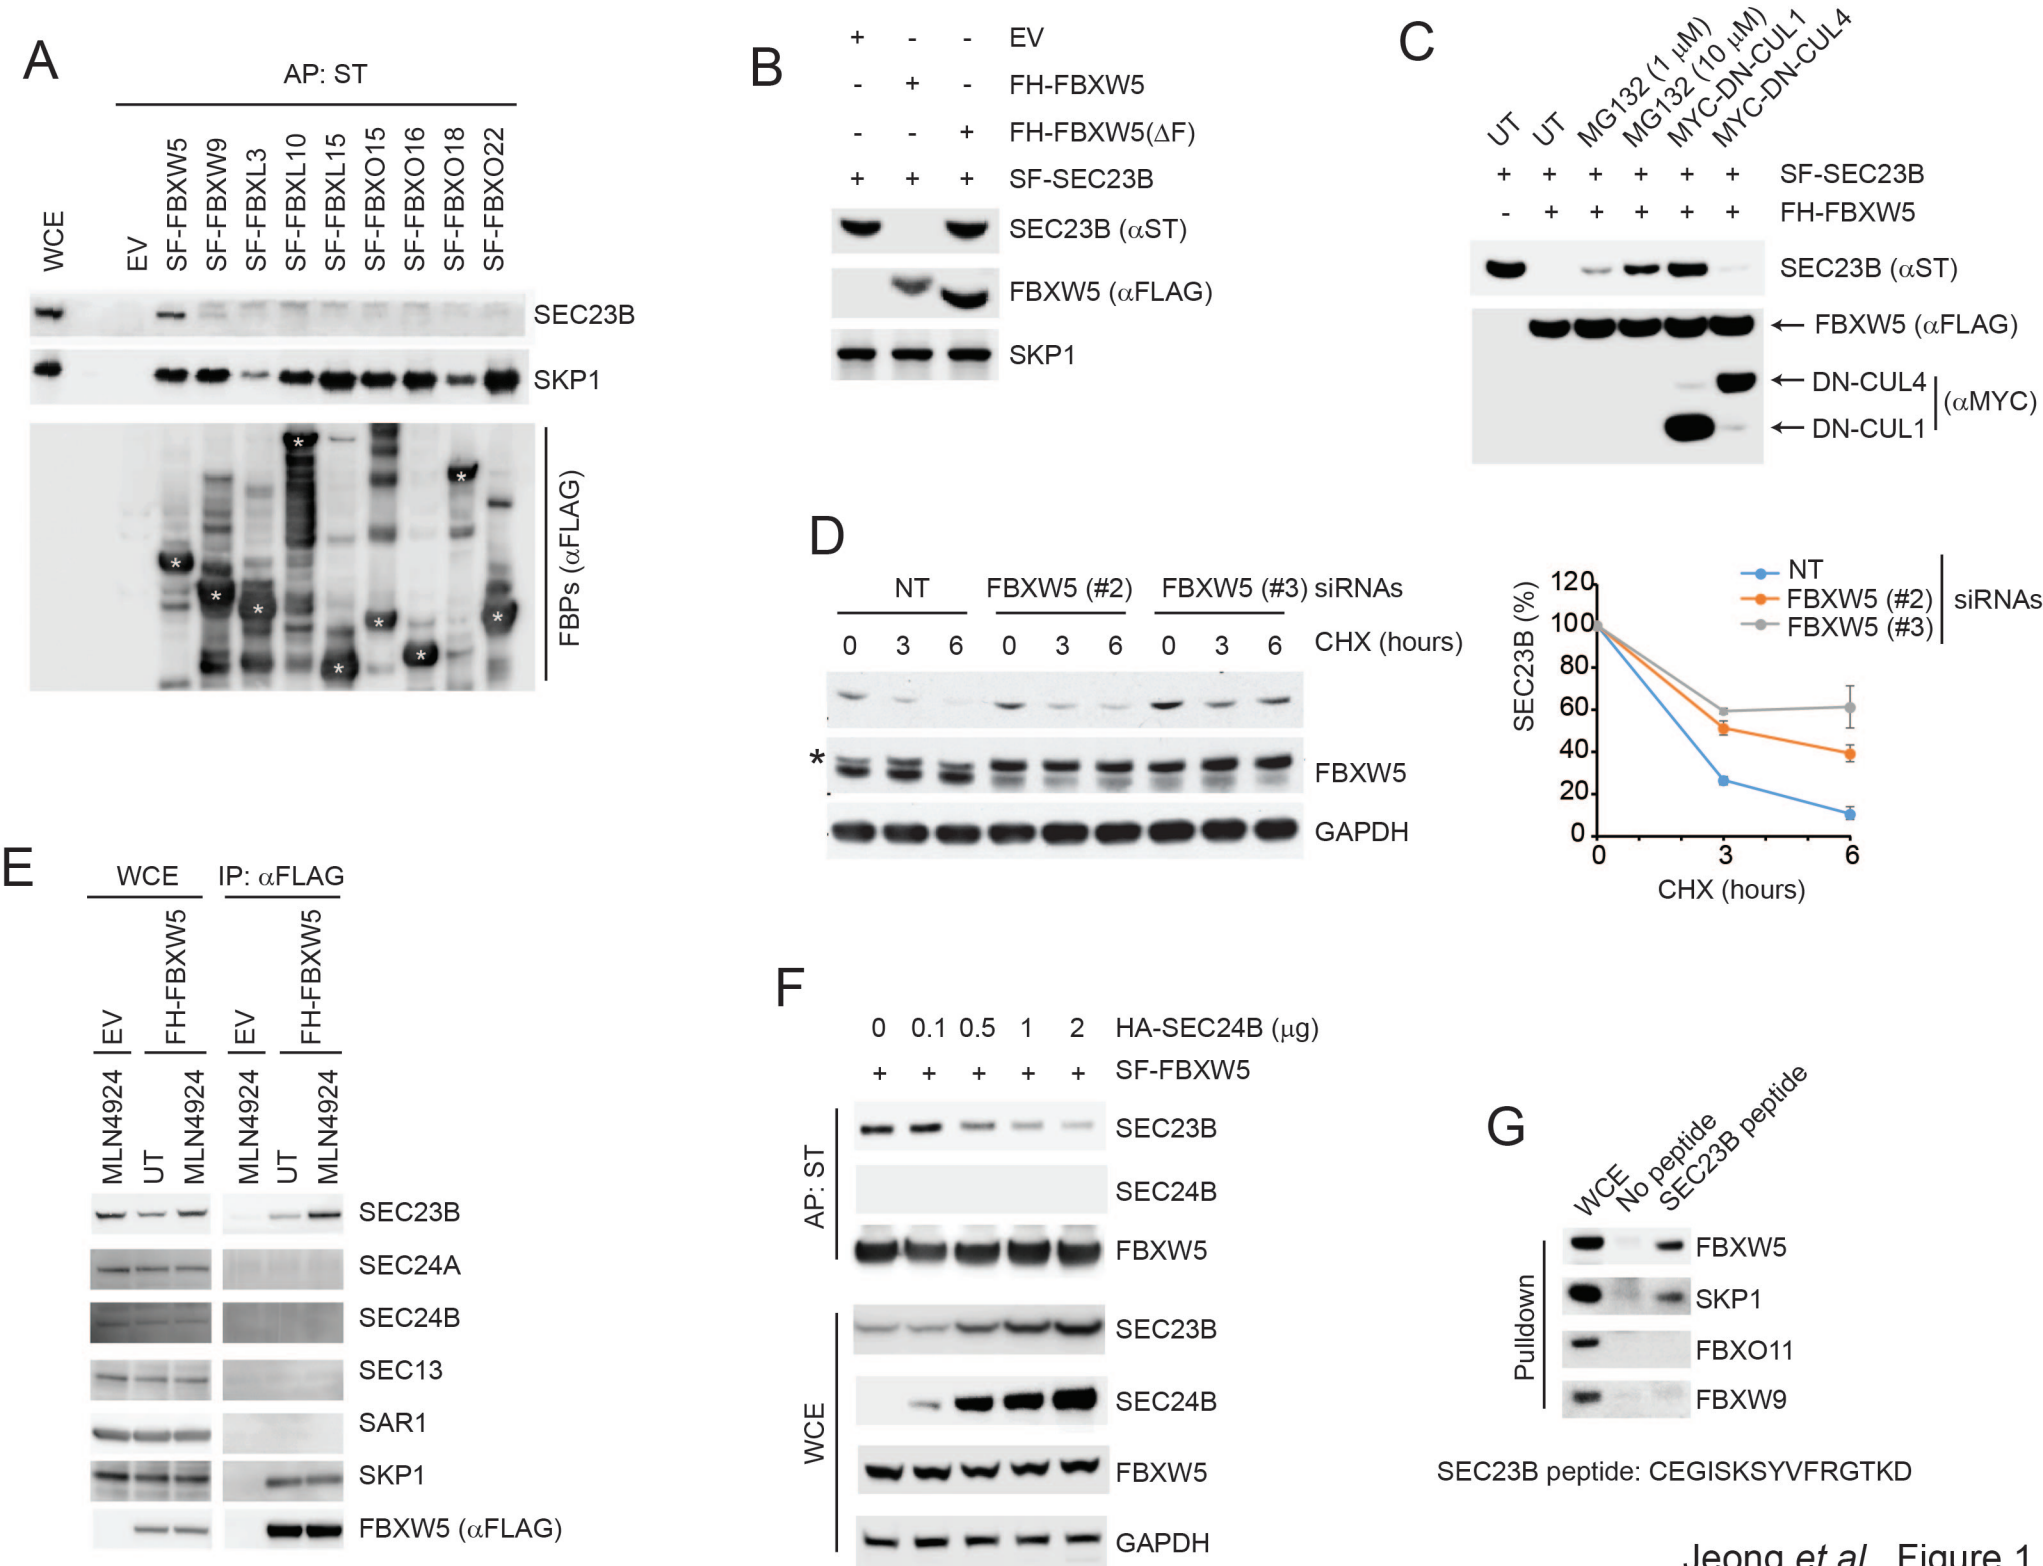 A
AP: ST
WCE
EV
SF-FBXW5
SF-FBXW9
SF-FBXL3
SF-FBXL10
SF-FBXL15
SF-FBXO15
SF-FBXO16
SF-FBXO18
SF-FBXO22
SEC23B
SKP1
* * * * * * * * *
FBPs (αFLAG)
B
+ - - EV
- + - FH-FBXW5
- - + FH-FBXW5(ΔF)
+ + + SF-SEC23B
SEC23B (αST)
FBXW5 (αFLAG)
SKP1
C
UT
UT
MG132 (1 μM)
MG132 (10 μM)
MYC-DN-CUL1
MYC-DN-CUL4
+ + + + + + SF-SEC23B
- + + + + + FH-FBXW5
SEC23B (αST)
← FBXW5 (αFLAG)
← DN-CUL4
(αMYC)
← DN-CUL1
D
NT FBXW5 (#2) FBXW5 (#3) siRNAs
0 3 6 0 3 6 0 3 6 CHX (hours)
*
FBXW5
GAPDH
SEC23B (%)
120
100
80
60
40
20
0
0 3 6
CHX (hours)
NT
FBXW5 (#2)
FBXW5 (#3)
siRNAs
E
WCE IP: αFLAG
EV
FH-FBXW5
EV
FH-FBXW5
MLN4924
UT
MLN4924
MLN4924
UT
MLN4924
SEC23B
SEC24A
SEC24B
SEC13
SAR1
SKP1
FBXW5 (αFLAG)
F
0 0.1 0.5 1 2 HA-SEC24B (μg)
+ + + + + SF-FBXW5
AP: ST
SEC23B
SEC24B
FBXW5
WCE
SEC23B
SEC24B
FBXW5
GAPDH
G
WCE
No peptide
SEC23B peptide
Pulldown
FBXW5
SKP1
FBXO11
FBXW9
SEC23B peptide: CEGISKSYVFRGTKD
Jeong et al., Figure 1